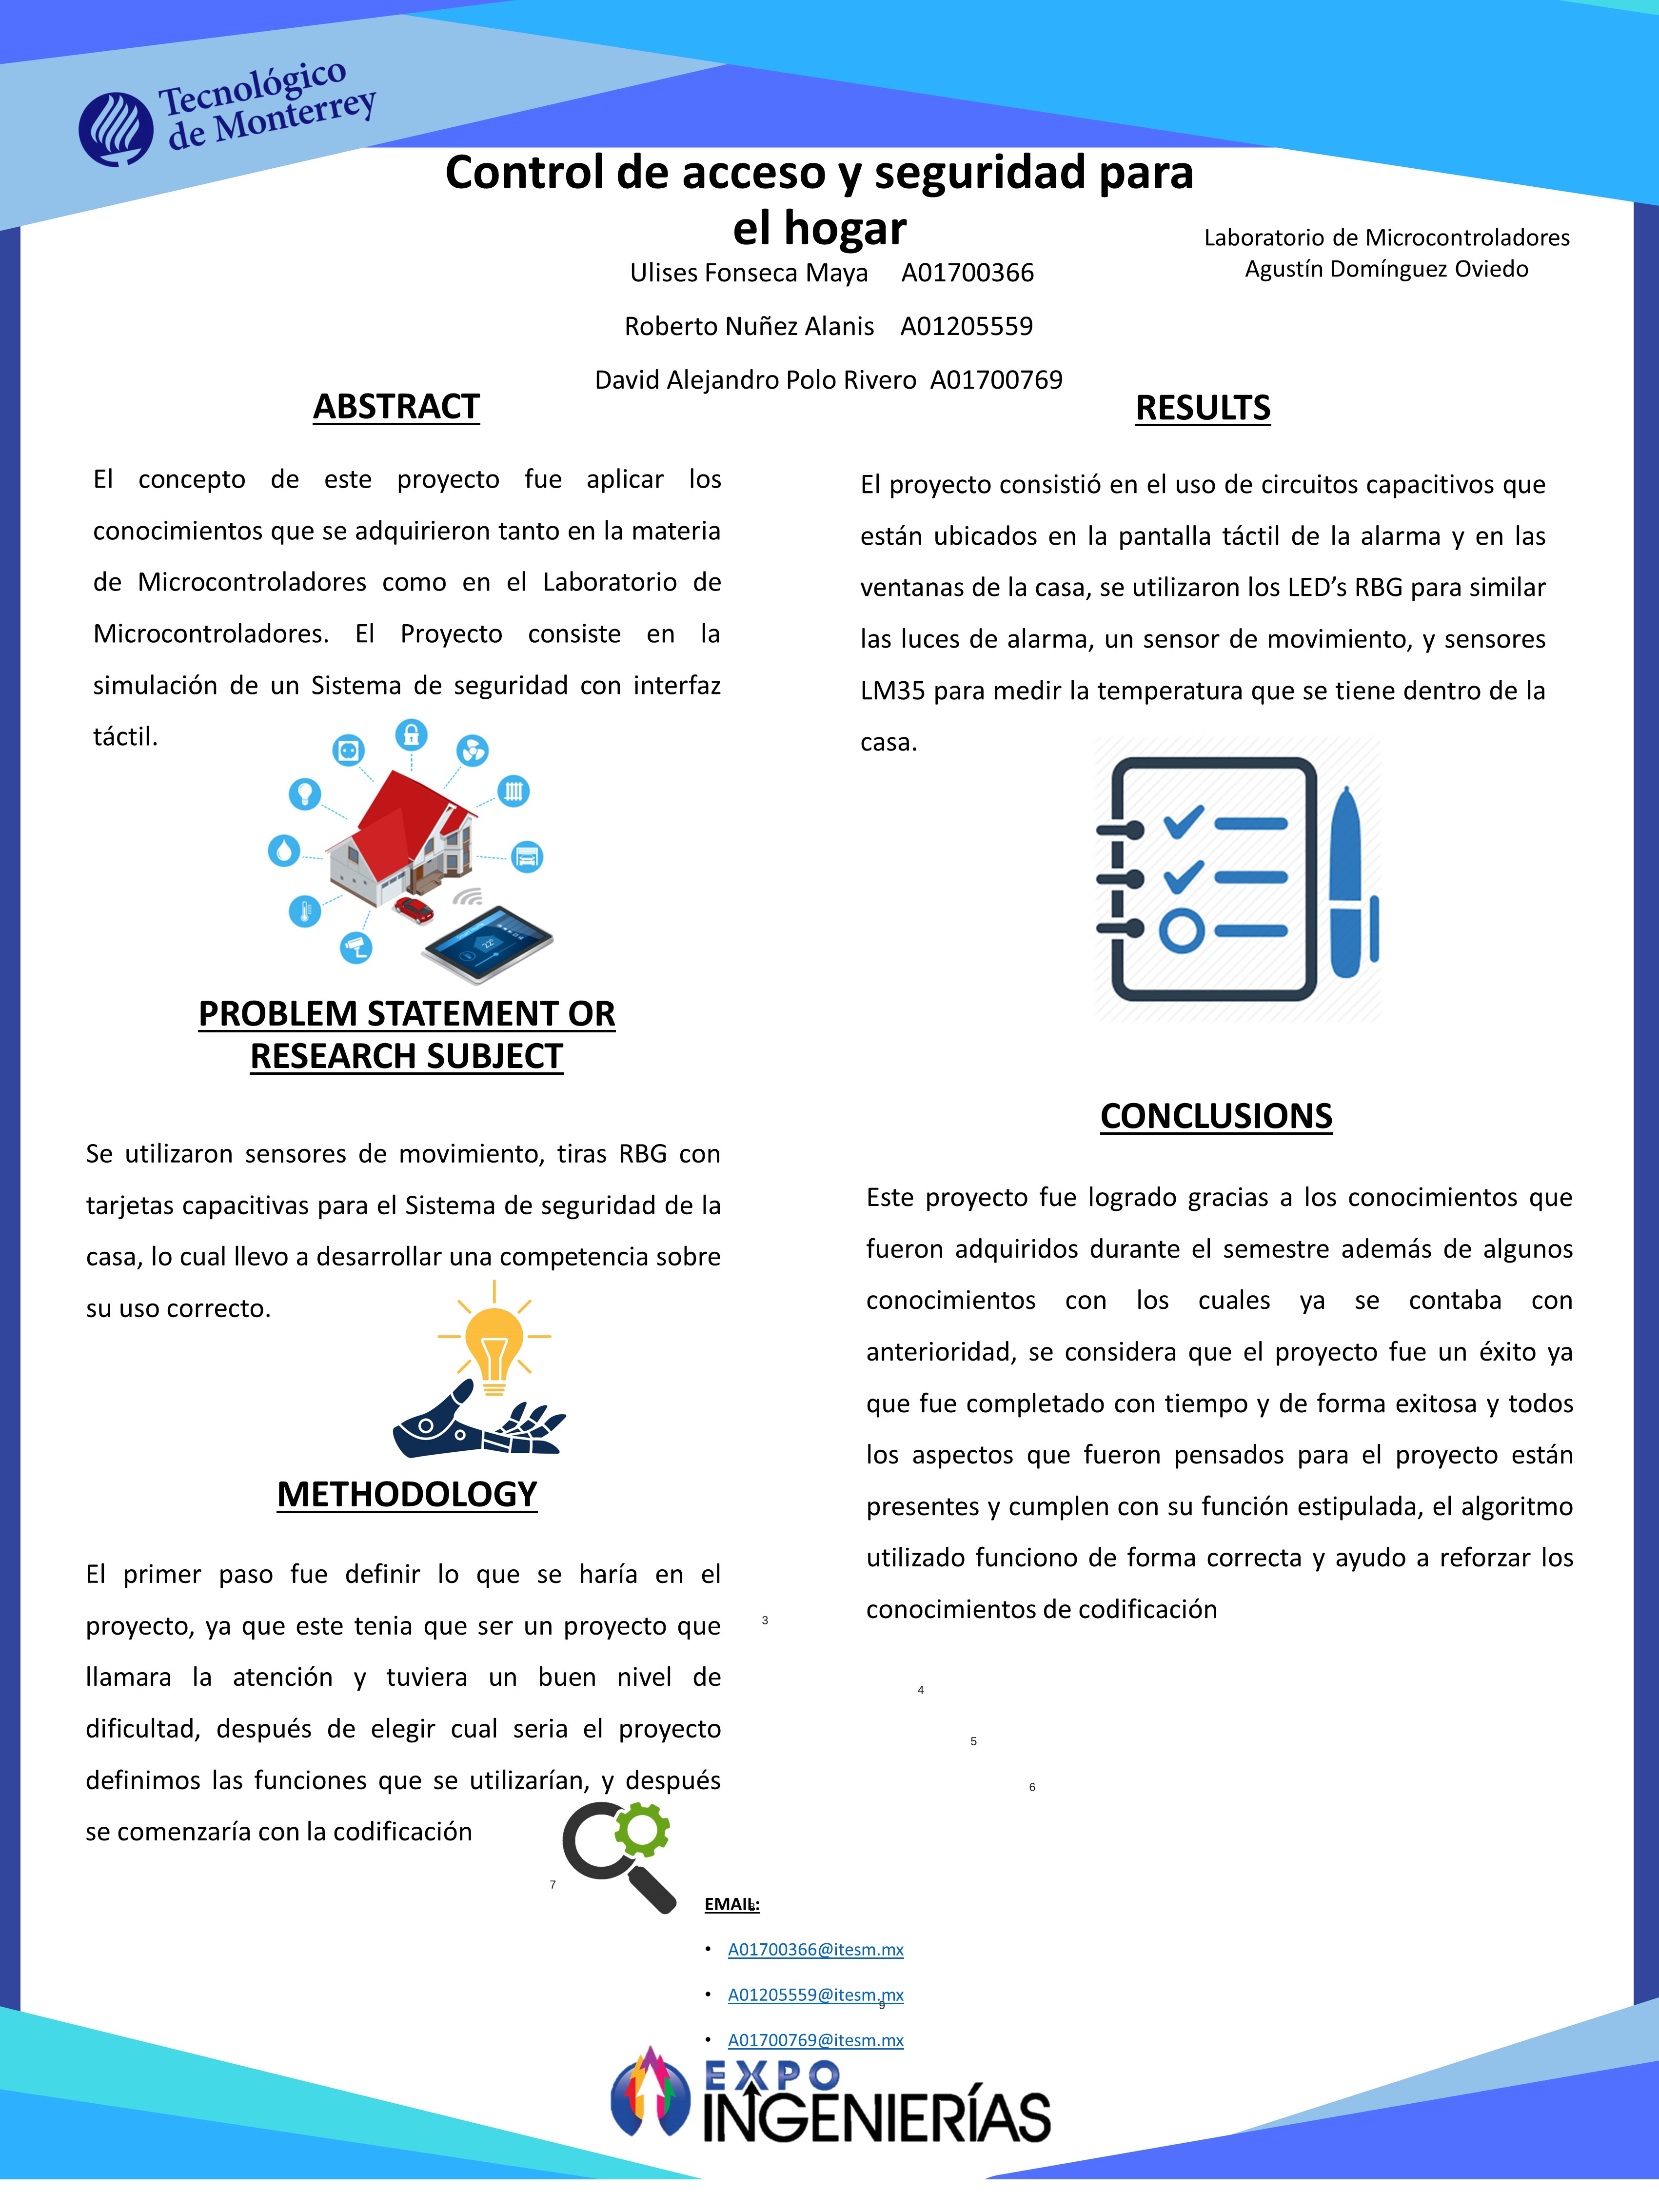 Tecnológico
de Monterrey
Control de acceso y seguridad para
el hogar
Laboratorio de Microcontroladores
Agustín Domínguez Oviedo
Ulises Fonseca Maya A01700366
Roberto Nuñez Alanis A01205559
David Alejandro Polo Rivero A01700769
ABSTRACT
El concepto de este proyecto fue aplicar los
conocimientos que se adquirieron tanto en la materia
de Microcontroladores como en el Laboratorio de
Microcontroladores. El Proyecto consiste en la
simulación de un Sistema de seguridad con interfaz
táctil.
22°
PROBLEM STATEMENT OR
RESEARCH SUBJECT
Se utilizaron sensores de movimiento, tiras RBG con
tarjetas capacitivas para el Sistema de seguridad de la
casa, lo cual llevo a desarrollar una competencia sobre
su uso correcto.
METHODOLOGY
El primer paso fue definir lo que se haría en el
proyecto, ya que este tenia que ser un proyecto que
llamara la atención y tuviera un buen nivel de
dificultad, después de elegir cual seria el proyecto
definimos las funciones que se utilizarían, y después
se comenzaría con la codificación
RESULTS
El proyecto consistió en el uso de circuitos capacitivos que
están ubicados en la pantalla táctil de la alarma y en las
ventanas de la casa, se utilizaron los LED’s RBG para similar
las luces de alarma, un sensor de movimiento, y sensores
LM35 para medir la temperatura que se tiene dentro de la
casa.
CONCLUSIONS
Este proyecto fue logrado gracias a los conocimientos que
fueron adquiridos durante el semestre además de algunos
conocimientos con los cuales ya se contaba con
anterioridad, se considera que el proyecto fue un éxito ya
que fue completado con tiempo y de forma exitosa y todos
los aspectos que fueron pensados para el proyecto están
presentes y cumplen con su función estipulada, el algoritmo
utilizado funciono de forma correcta y ayudo a reforzar los
conocimientos de codificación
3
4
5
6
7
EMAIL:
8
• A01700366@itesm.mx
• A01205559@itesm.mx
9
• A01700769@itesm.mx
EXPO
INGENIERÍAS